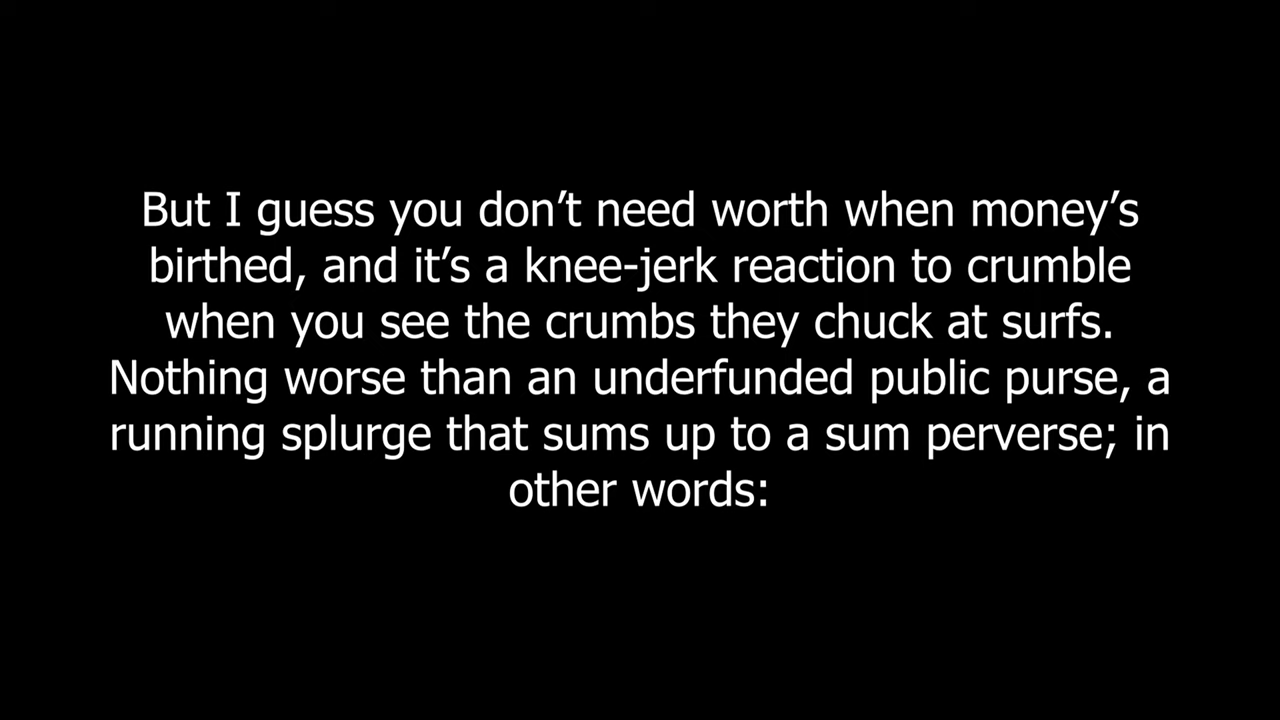 But I guess you don’t need worth when money’s
birthed, and it’s a knee-jerk reaction to crumble
when you see the crumbs they chuck at surfs.
Nothing worse than an underfunded public purse, a
running splurge that sums up to a sum perverse; in
other words: